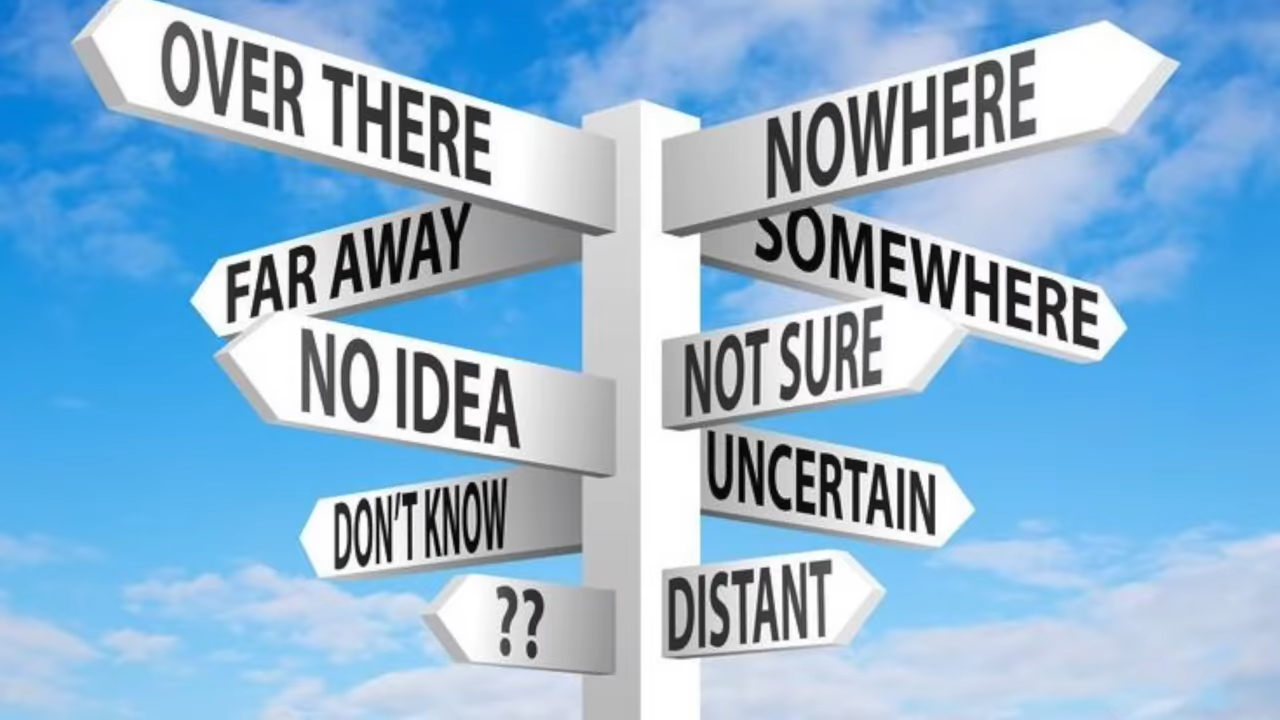 OVER THERE
NOWHERE
FAR AWAY
SOMEWHERE
NO IDEA
NOT SURE
DON'T KNOW
UNCERTAIN
??
DISTANT